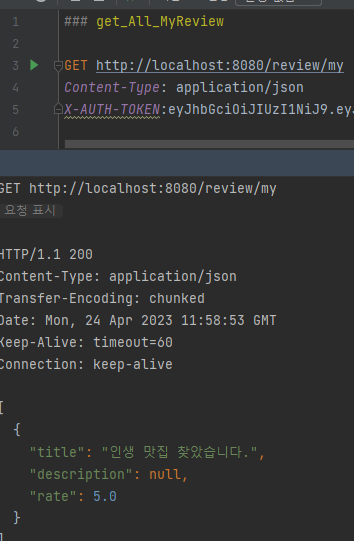 1 ### get_All_MyReview
2
3 GET http://localhost:8080/review/my
4 Content-Type: application/json
5 X-AUTH-TOKEN:eyJhbGciOiJIUzI1NiJ9.eyJ
6
GET http://localhost:8080/review/my
요청 표시
HTTP/1.1 200
Content-Type: application/json
Transfer-Encoding: chunked
Date: Mon, 24 Apr 2023 11:58:53 GMT
Keep-Alive: timeout=60
Connection: keep-alive
[
{
"title": "인생 맛집 찾았습니다.",
"description": null,
"rate": 5.0
}
]